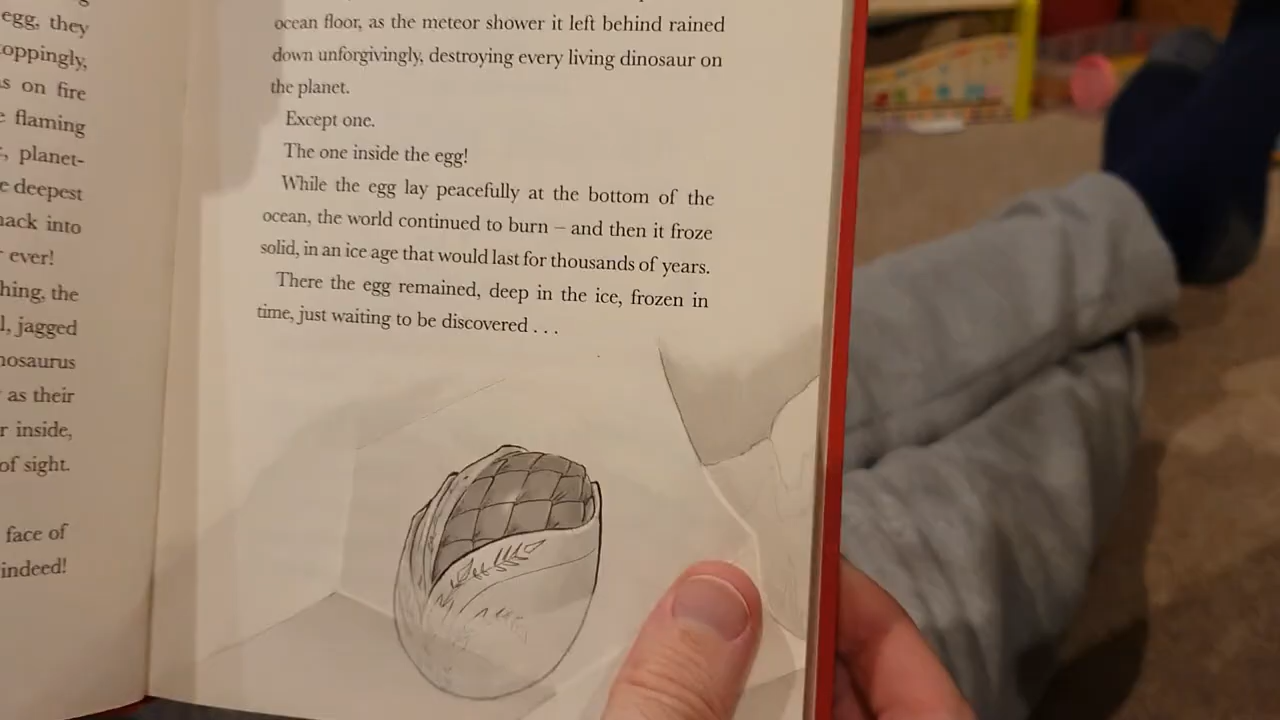 egg, they
oppingly,
s on fire
e flaming
, planet-
e deepest
nack into
ever!
hing, the
l, jagged
nosaurus
as their
r inside,
of sight.
face of
indeed!
ocean floor, as the meteor shower it left behind rained
down unforgivingly, destroying every living dinosaur on
the planet.
Except one.
The one inside the egg!
While the egg lay peacefully at the bottom of the
ocean, the world continued to burn – and then it froze
solid, in an ice age that would last for thousands of years.
There the egg remained, deep in the ice, frozen in
time, just waiting to be discovered . . .